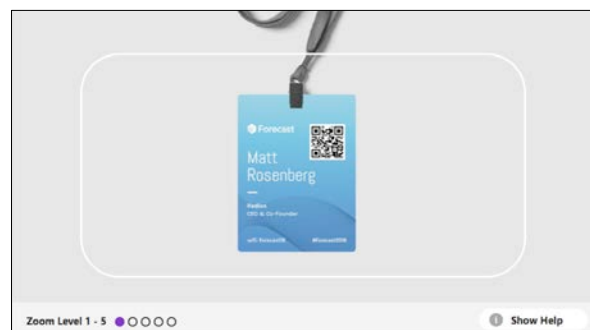 Forecast
Matt
Rosenberg
CEO & Co-Founder
#Forecast2018
Zoom Level 1 - 5
Show Help